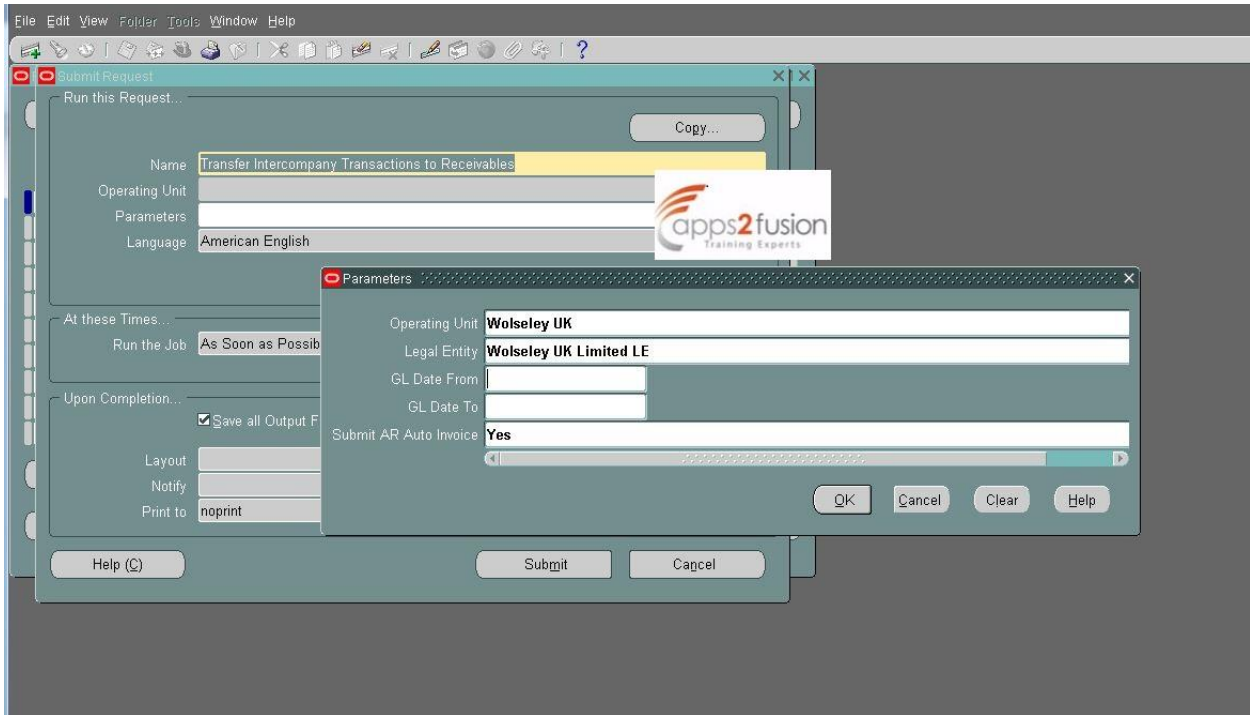 File Edit View Folder Tools Window Help
Submit Request
Run this Request...
Copy...
Name Transfer Intercompany Transactions to Receivables
Operating Unit
Parameters
Language American English
apps2fusion
Training Experts
Parameters
Operating Unit Wolseley UK
Legal Entity Wolseley UK Limited LE
GL Date From
GL Date To
Submit AR Auto Invoice Yes
OK Cancel Clear Help
At these Times...
Run the Job As Soon as Possib
Upon Completion...
Save all Output F
Layout
Notify
Print to noprint
Help (C) Submit Cancel